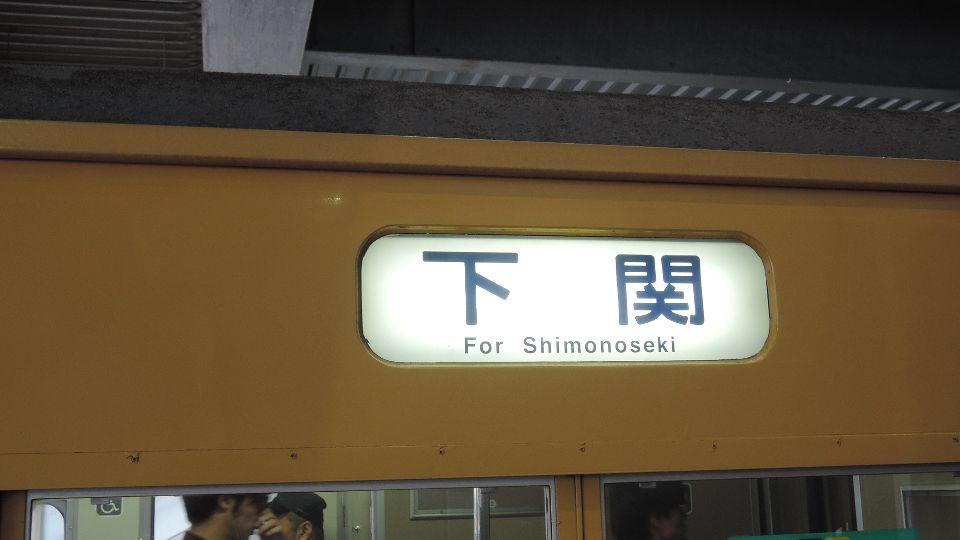 下関
For Shimonoseki